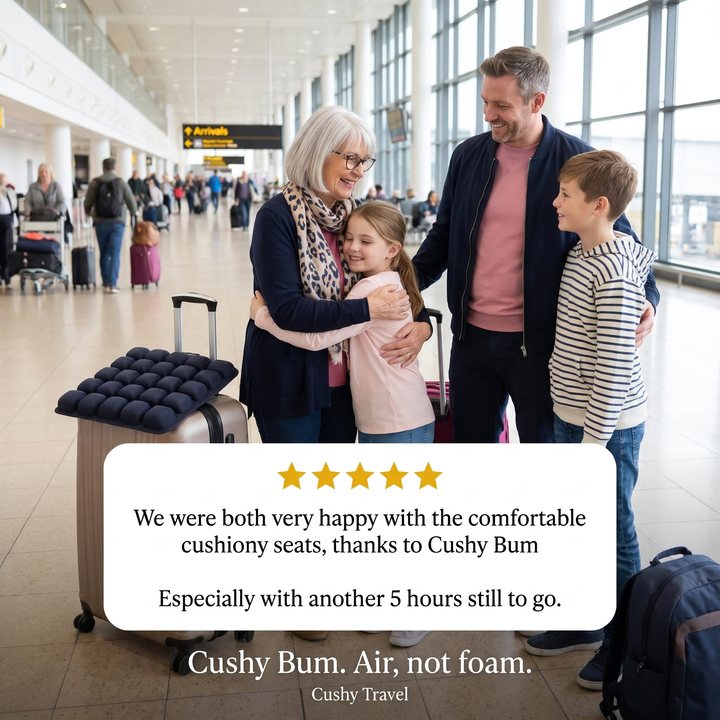 Arrivals
We were both very happy with the comfortable
cushiony seats, thanks to Cushy Bum
Especially with another 5 hours still to go.
Cushy Bum. Air, not foam.
Cushy Travel